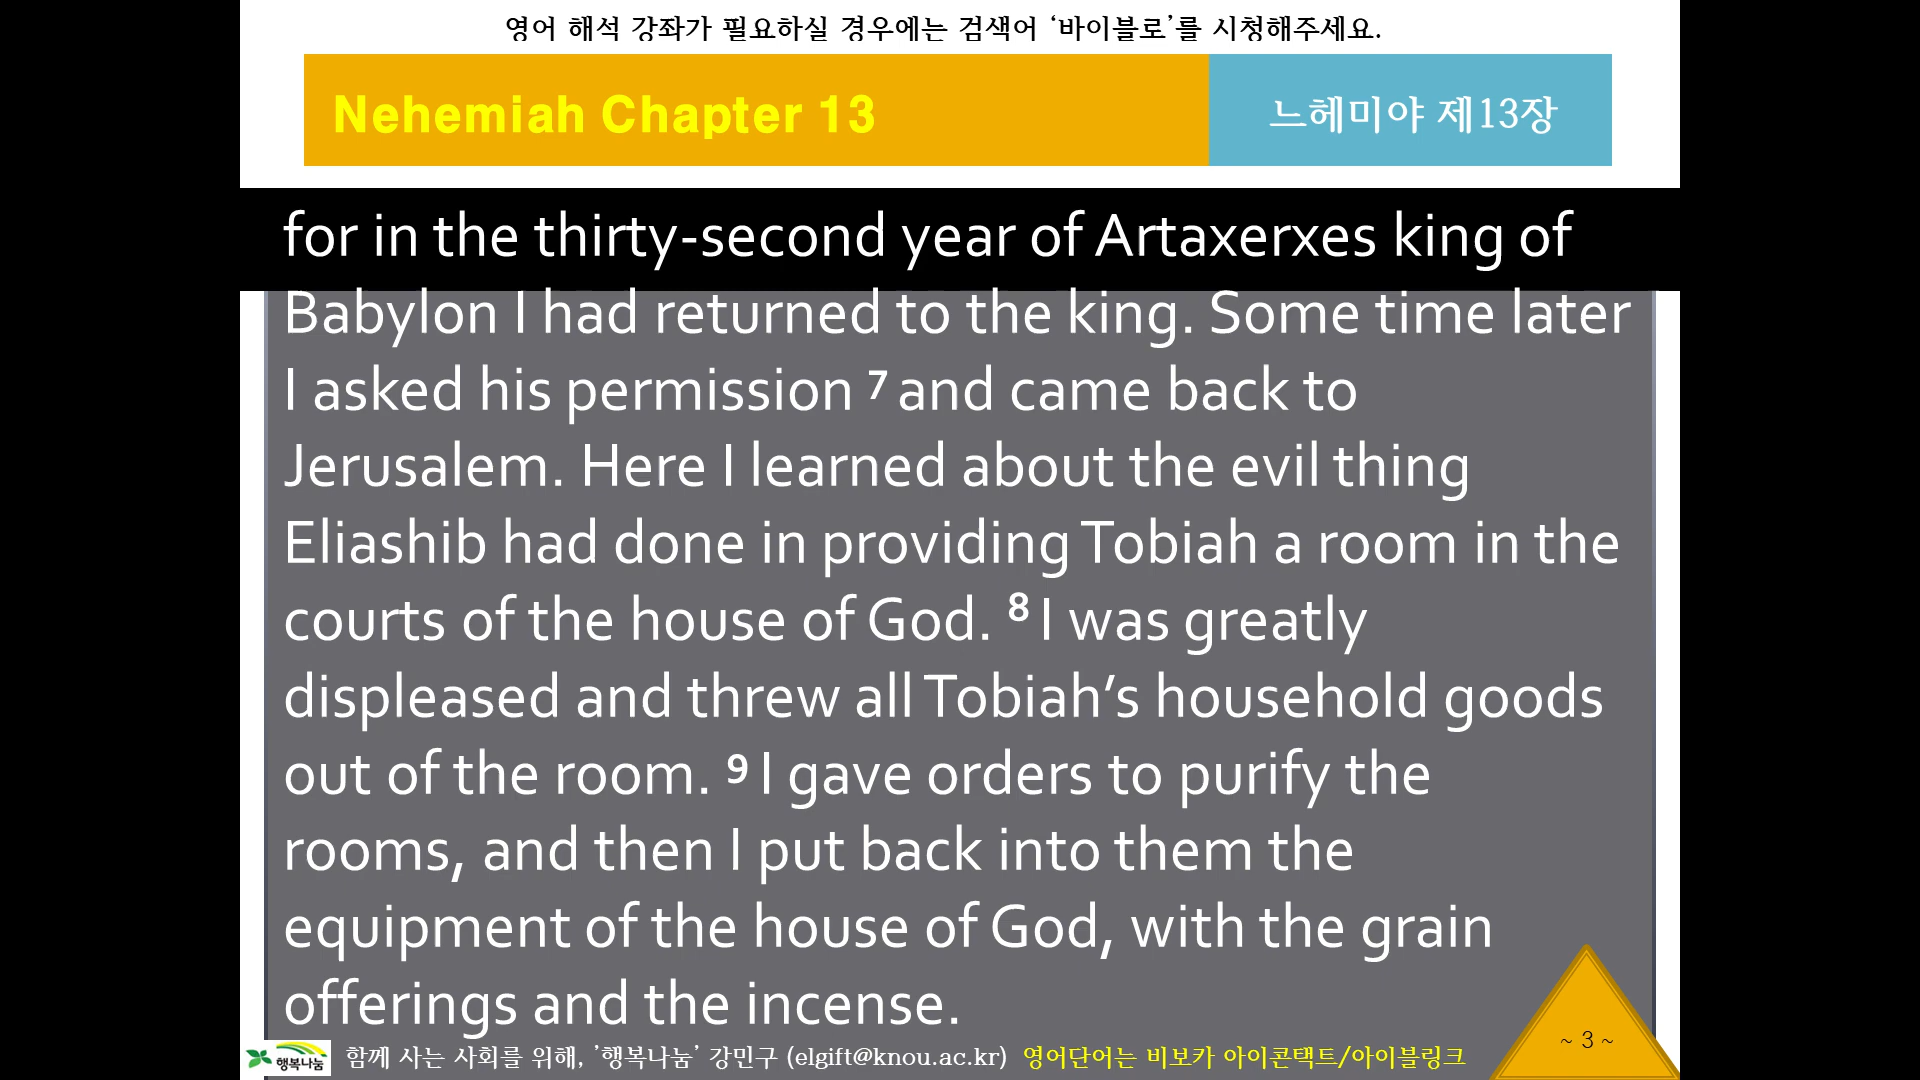 영어 해석 강좌가 필요하실 경우에는 검색어 ‘바이블로’를 시청해주세요.
Nehemiah Chapter 13
느헤미야 제13장
for in the thirty-second year of Artaxerxes king of
Babylon I had returned to the king. Some time later
I asked his permission 7 and came back to
Jerusalem. Here I learned about the evil thing
Eliashib had done in providing Tobiah a room in the
courts of the house of God. 8 I was greatly
displeased and threw all Tobiah’s household goods
out of the room. 9 I gave orders to purify the
rooms, and then I put back into them the
equipment of the house of God, with the grain
offerings and the incense.
~ 3 ~
행복나눔
함께 사는 사회를 위해, ’행복나눔’ 강민구 (elgift@knou.ac.kr) 영어단어는 비보카 아이콘택트/아이블링크